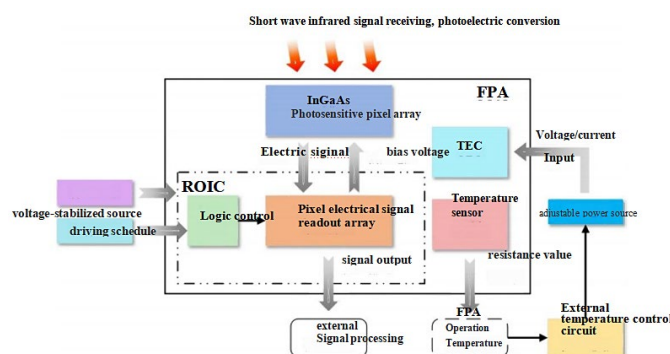 Short wave infrared signal receiving, photoelectric conversion
FPA
InGaAs
Photosensitive pixel array
Electric siginal
bias voltage
TEC
Voltage/current
Input
ROIC
voltage-stabilized source
driving schedule
Logic control
Pixel electrical signal
readout array
Temperature
sensor
adjustable power source
signal output
resistance value
external
Signal processing
FPA
Operation
Temperature
External
temperature control
circuit